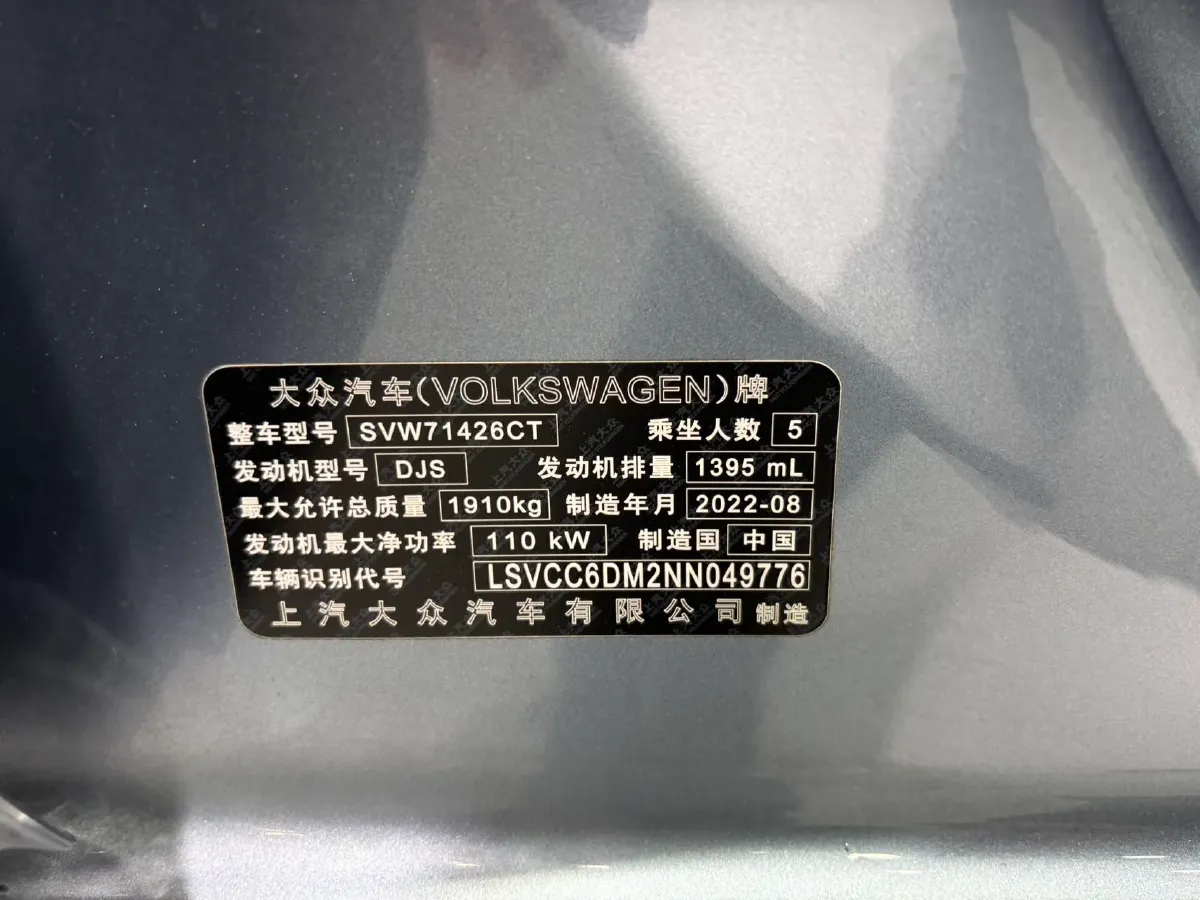 大众汽车(VOLKSWAGEN)牌
整车型号 SVW71426CT 乘坐人数 5
发动机型号 DJS 发动机排量 1395 mL
最大允许总质量 1910kg 制造年月 2022-08
发动机最大净功率 110 kW 制造国 中国
车辆识别代号 LSVCC6DM2NN049776
上汽大众汽车有限公司 制造